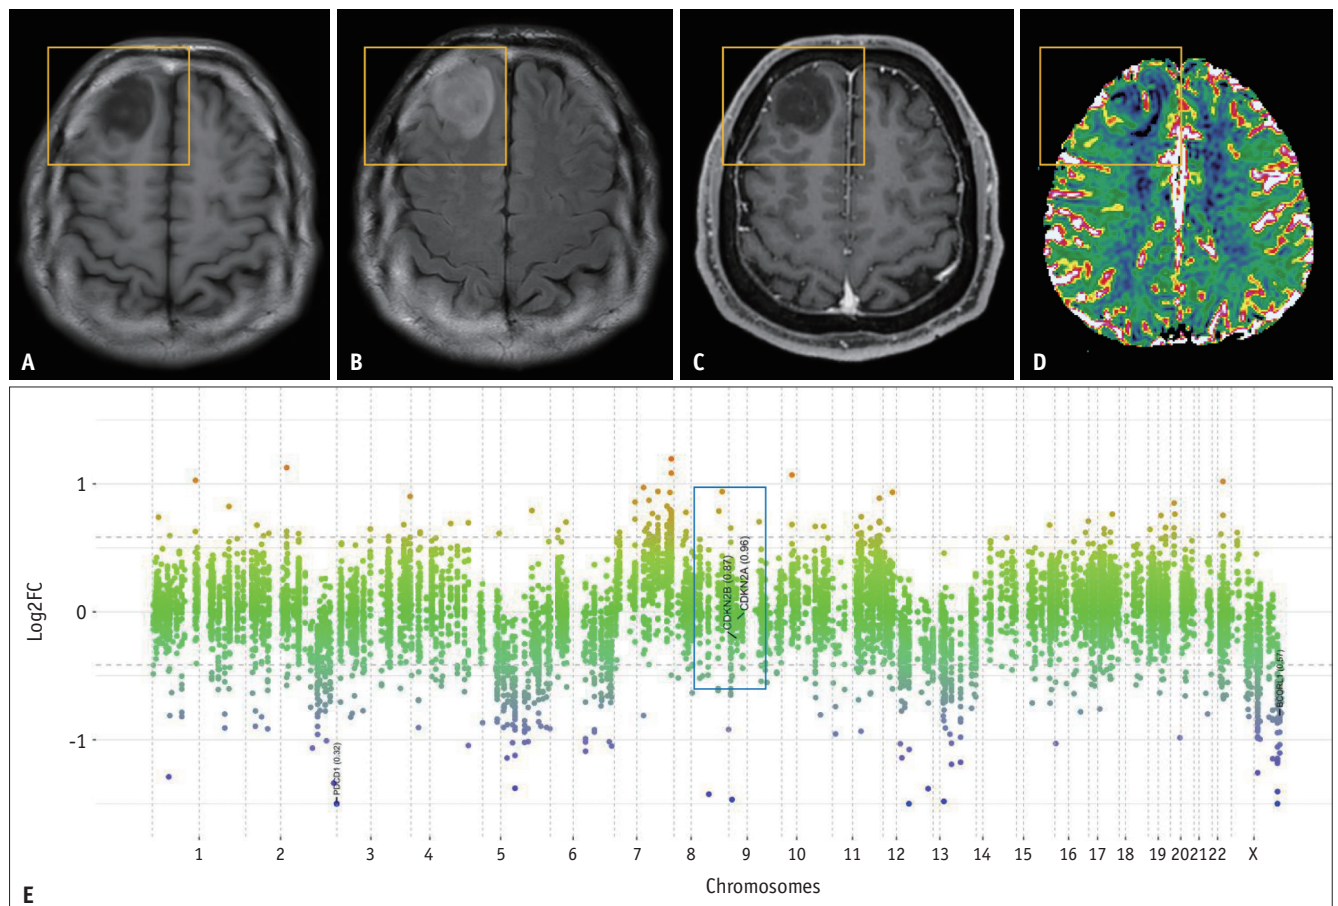 A
B
C
D
1
0
-1
Log2FC
CDKN2B (0.87)
CDKN2A (0.96)
PDCD1 (0.32)
BCORL1 (0.57)
1 2 3 4 5 6 7 8 9 10 11 12 13 14 15 16 17 18 19 20 21 22 X
Chromosomes
E